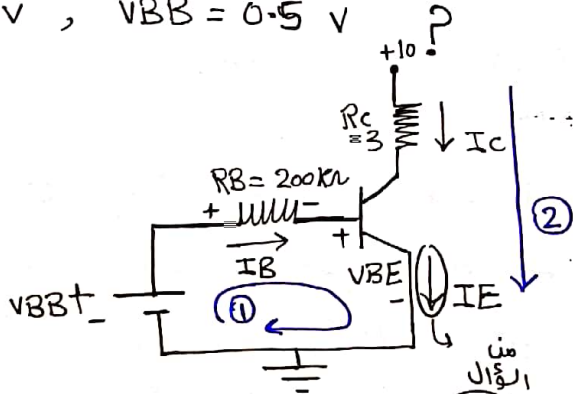 V , VBB = 0.5 V ?
+10
Rc
=3
Ic
RB= 200kΩ
+ -
2
+
IB
VBE
VBB + -
1
-
IE
من
السؤال